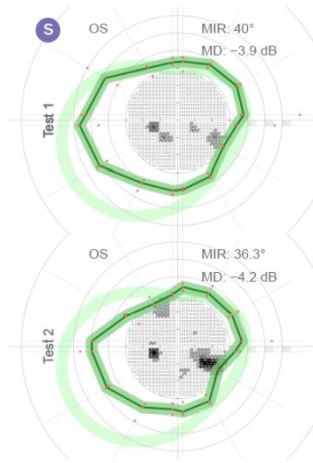 S
OS
MIR: 40°
MD: −3.9 dB
Test 1
OS
MIR: 36.3°
MD: −4.2 dB
Test 2